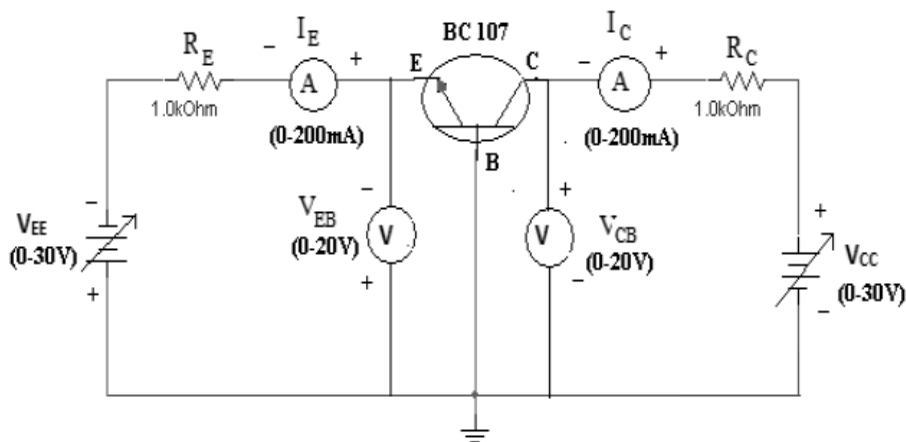 BC 107
R_E
− I_E +
I_C
− +
R_C
E
C
A
A
1.0kOhm
1.0kOhm
(0-200mA)
(0-200mA)
B
−
+
V_EB
V
V
V_CB
(0-20V)
(0-20V)
+
−
−
V_EE
(0-30V)
+
+
V_CC
(0-30V)
−